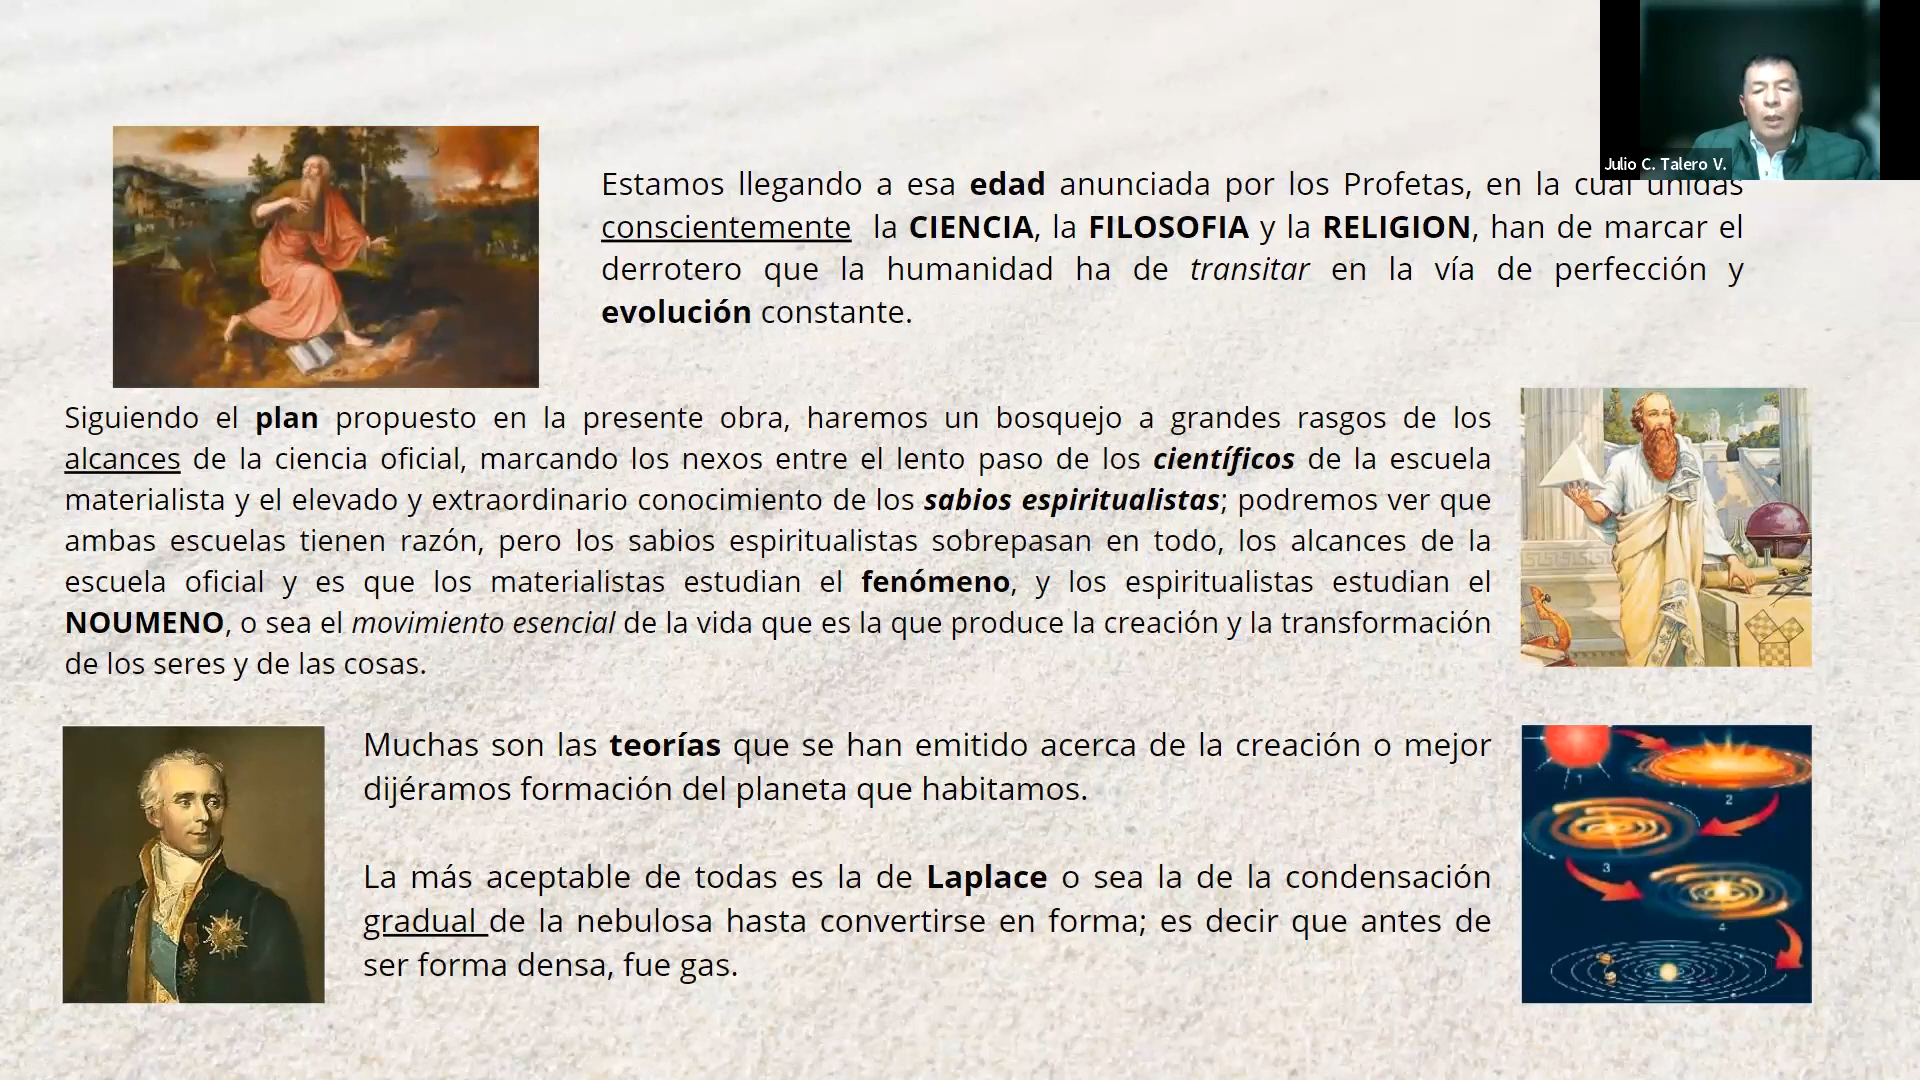 Julio C. Talero V.
Estamos llegando a esa edad anunciada por los Profetas, en la cual unidas
conscientemente la CIENCIA, la FILOSOFIA y la RELIGION, han de marcar el
derrotero que la humanidad ha de transitar en la vía de perfección y
evolución constante.
Siguiendo el plan propuesto en la presente obra, haremos un bosquejo a grandes rasgos de los
alcances de la ciencia oficial, marcando los nexos entre el lento paso de los científicos de la escuela
materialista y el elevado y extraordinario conocimiento de los sabios espiritualistas; podremos ver que
ambas escuelas tienen razón, pero los sabios espiritualistas sobrepasan en todo, los alcances de la
escuela oficial y es que los materialistas estudian el fenómeno, y los espiritualistas estudian el
NOUMENO, o sea el movimiento esencial de la vida que es la que produce la creación y la transformación
de los seres y de las cosas.
Muchas son las teorías que se han emitido acerca de la creación o mejor
dijéramos formación del planeta que habitamos.
La más aceptable de todas es la de Laplace o sea la de la condensación
gradual de la nebulosa hasta convertirse en forma; es decir que antes de
ser forma densa, fue gas.
1
2
3
4